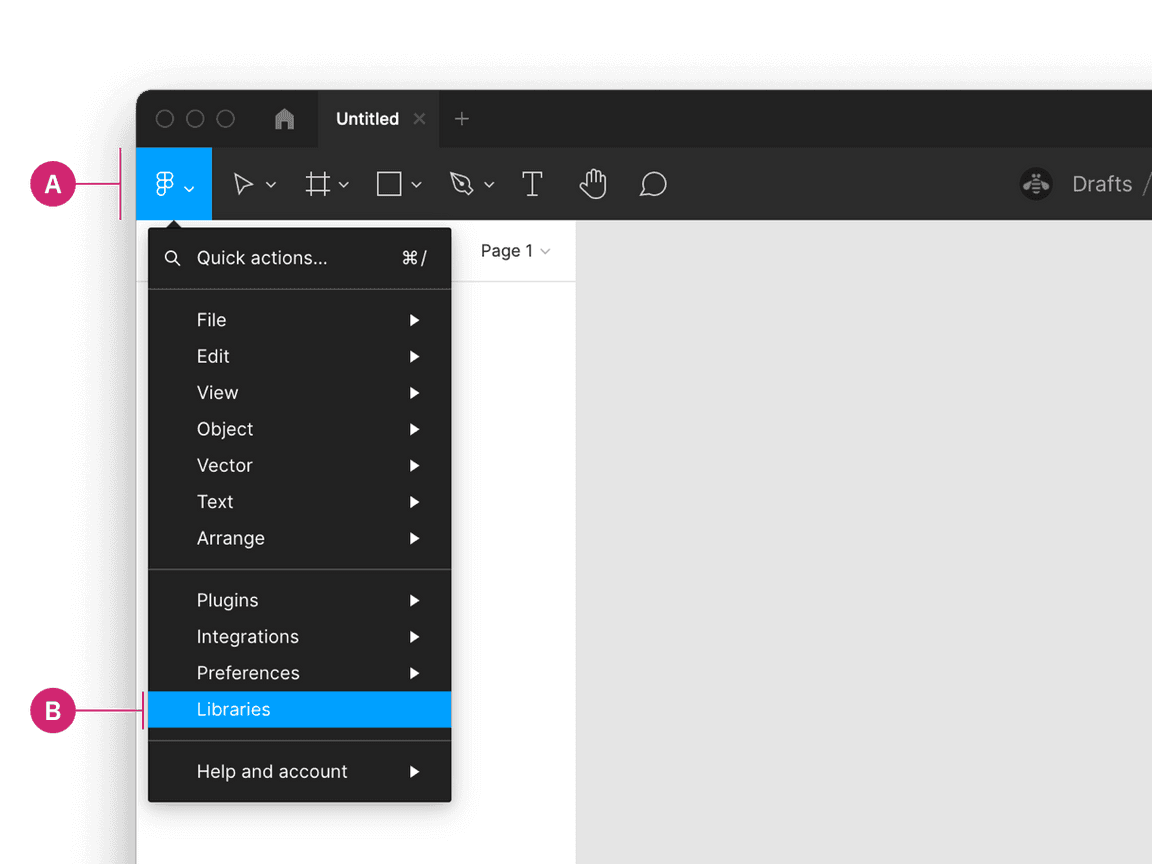 Untitled
A
Drafts /
Quick actions... ⌘/
Page 1
File
Edit
View
Object
Vector
Text
Arrange
Plugins
Integrations
Preferences
B
Libraries
Help and account